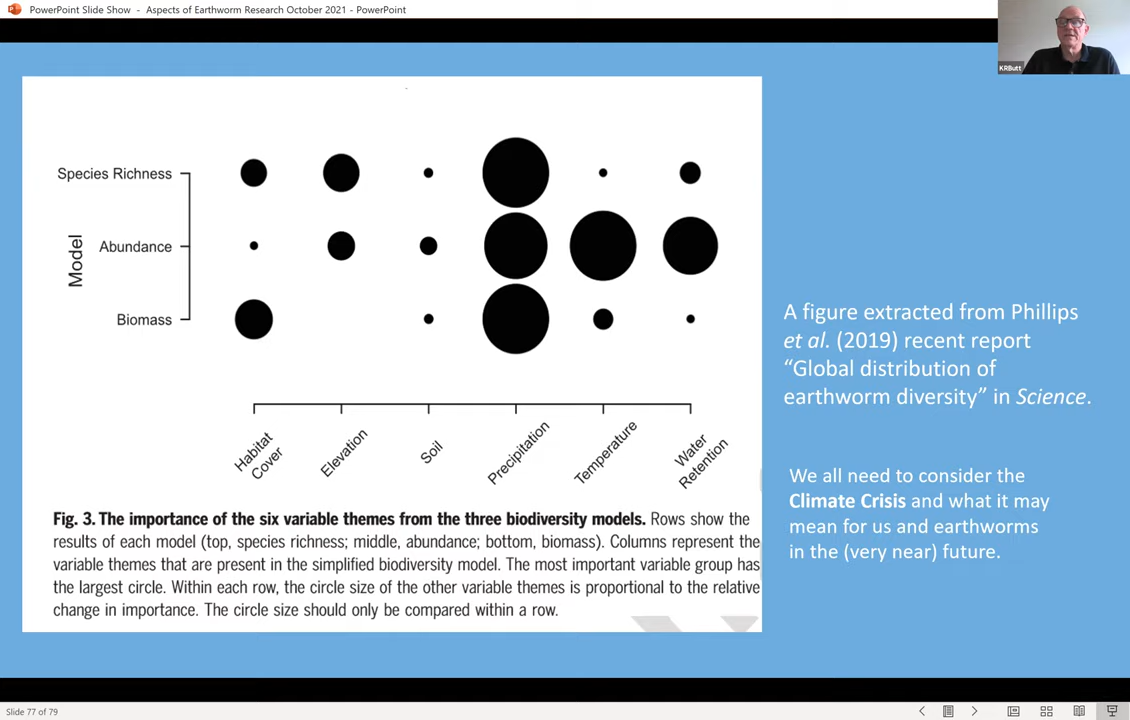 PowerPoint Slide Show - Aspects of Earthworm Research October 2021 - PowerPoint
KRButt
Species Richness
Abundance
Biomass
Model
Habitat
Cover
Elevation
Soil
Precipitation
Temperature
Water
Retention
Fig. 3. The importance of the six variable themes from the three biodiversity models. Rows show the
results of each model (top, species richness; middle, abundance; bottom, biomass). Columns represent the
variable themes that are present in the simplified biodiversity model. The most important variable group has
the largest circle. Within each row, the circle size of the other variable themes is proportional to the relative
change in importance. The circle size should only be compared within a row.
A figure extracted from Phillips
et al. (2019) recent report
“Global distribution of
earthworm diversity” in Science.
We all need to consider the
Climate Crisis and what it may
mean for us and earthworms
in the (very near) future.
Slide 77 of 79